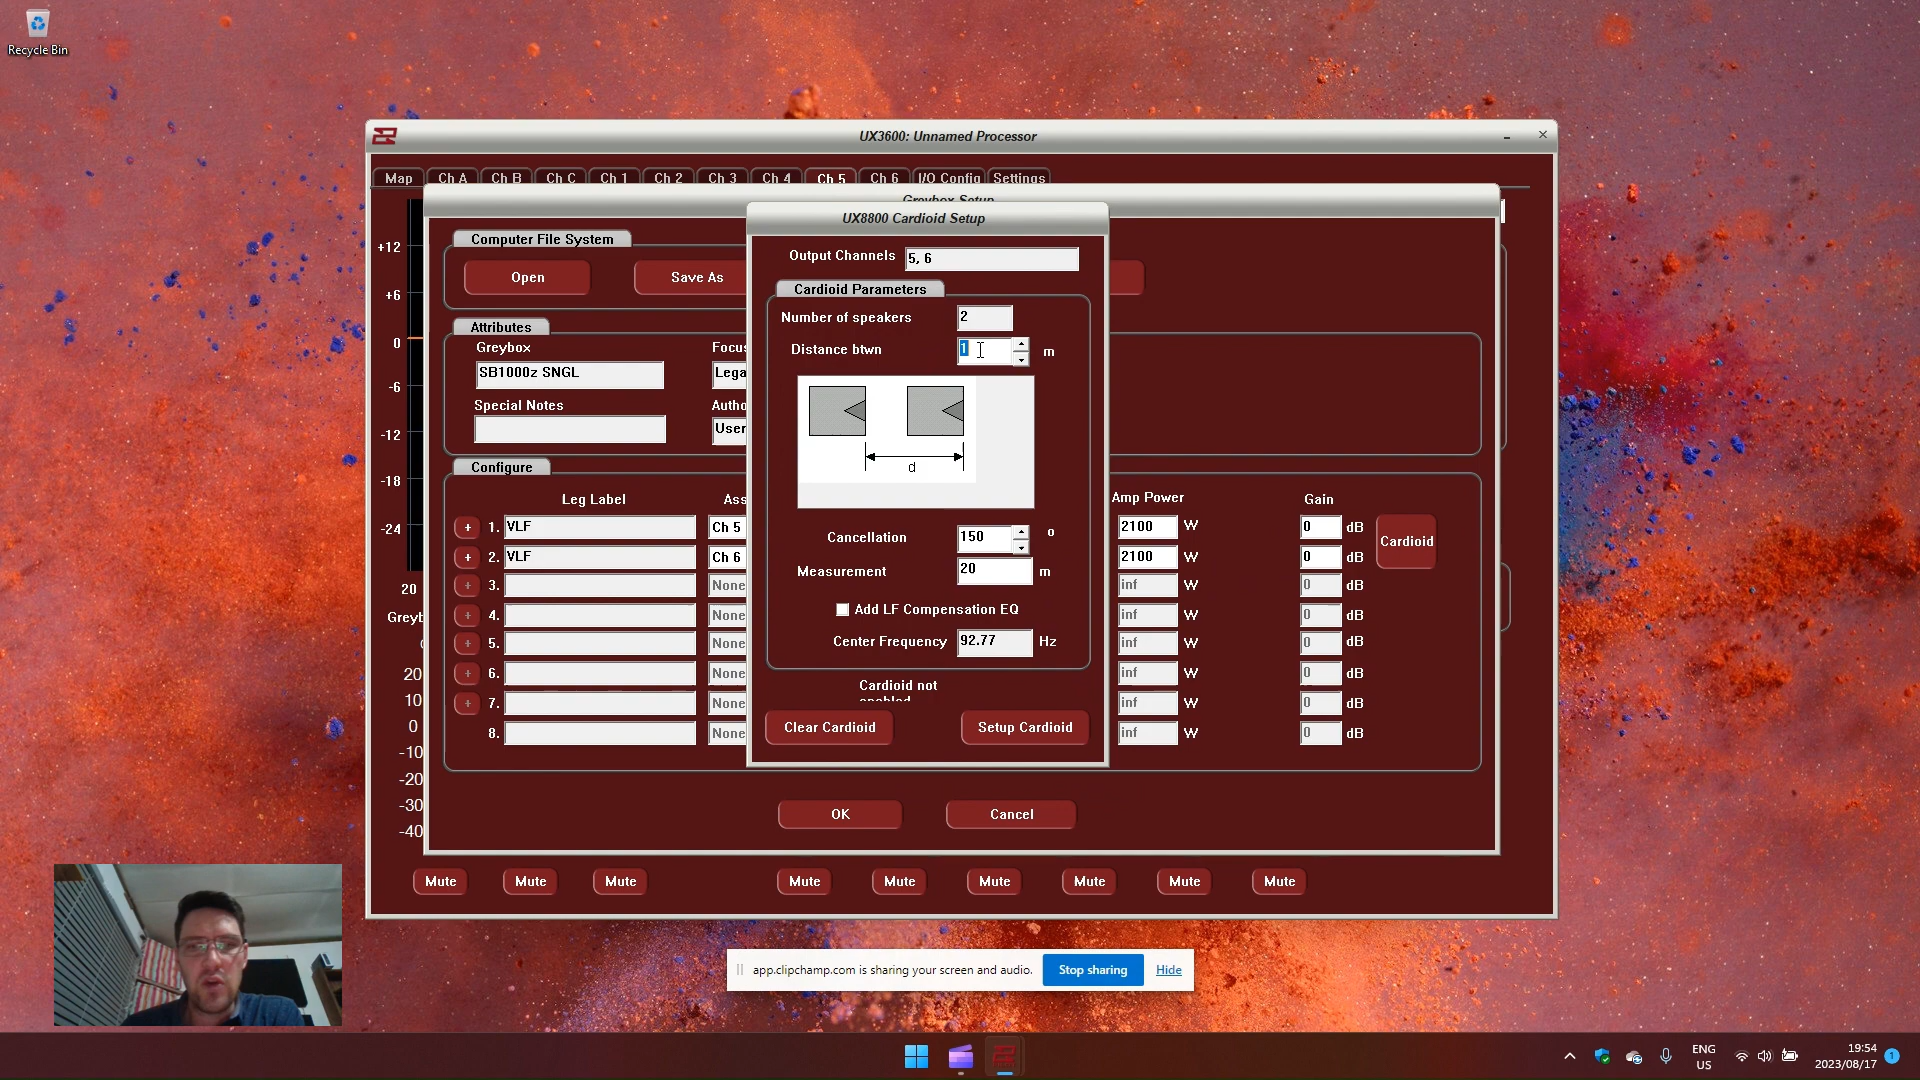 Recycle Bin
UX3600: Unnamed Processor
Map Ch A Ch B Ch C Ch 1 Ch 2 Ch 3 Ch 4 Ch 5 Ch 6 I/O Config Settings
Greybox Setup
UX8800 Cardioid Setup
Output Channels 5, 6
Cardioid Parameters
Number of speakers 2
Distance btwn 1 m
d
Cancellation 150 o
Measurement 20 m
Add LF Compensation EQ
Center Frequency 92.77 Hz
Cardioid not
enabled
Clear Cardioid Setup Cardioid
Computer File System
Open Save As
Attributes
Greybox
SB1000z SNGL
Special Notes
Focus
Lega
Autho
User
Configure
Leg Label Ass Amp Power Gain
+ 1. VLF Ch 5 2100 W 0 dB
+ 2. VLF Ch 6 2100 W 0 dB
Cardioid
+ 3. None inf W 0 dB
+ 4. None inf W 0 dB
+ 5. None inf W 0 dB
+ 6. None inf W 0 dB
+ 7. None inf W 0 dB
8. None inf W 0 dB
OK Cancel
+12
+6
0
-6
-12
-18
-24
20
Greyb
20
10
0
-10
-20
-30
-40
Mute Mute Mute Mute Mute Mute Mute Mute Mute
app.clipchamp.com is sharing your screen and audio. Stop sharing Hide
ENG
US
19:54
2023/08/17
1